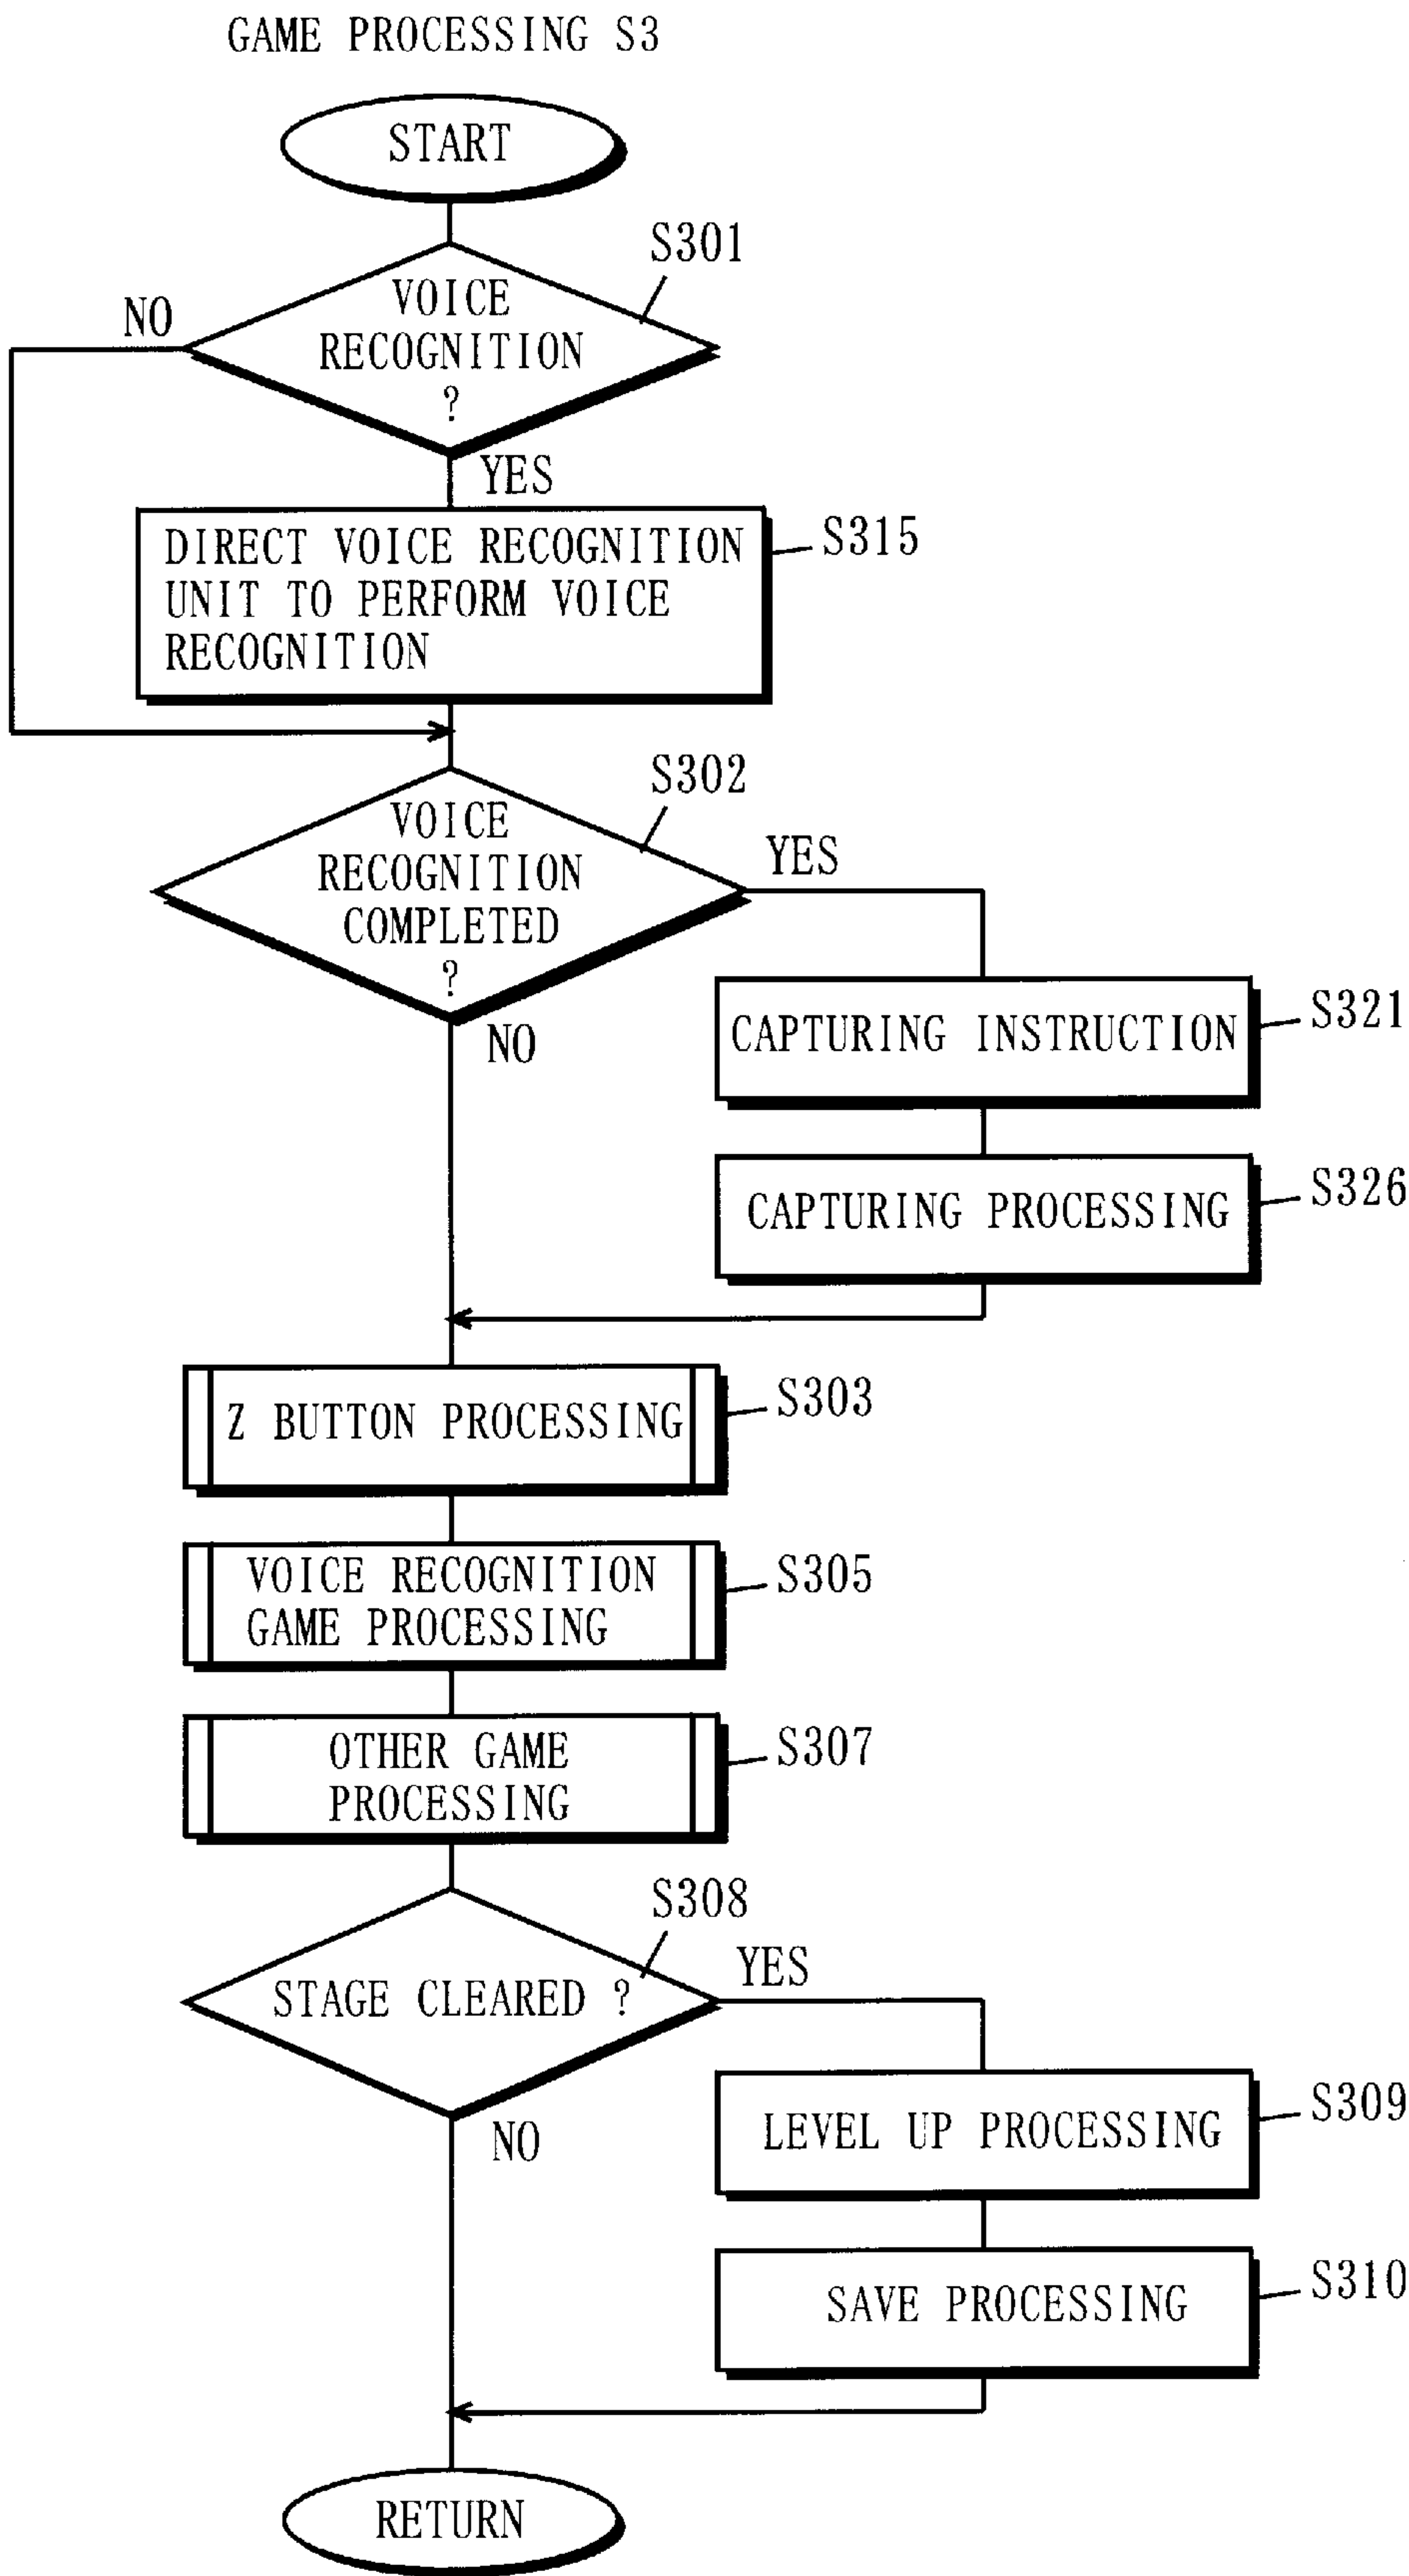 GAME PROCESSING S3
START
S301
NO
VOICE
RECOGNITION
?
YES
DIRECT VOICE RECOGNITION
UNIT TO PERFORM VOICE
RECOGNITION
S315
S302
VOICE
RECOGNITION
COMPLETED
?
YES
NO
CAPTURING INSTRUCTION
S321
CAPTURING PROCESSING
S326
Z BUTTON PROCESSING
S303
VOICE RECOGNITION
GAME PROCESSING
S305
OTHER GAME
PROCESSING
S307
S308
STAGE CLEARED ?
YES
NO
LEVEL UP PROCESSING
S309
SAVE PROCESSING
S310
RETURN